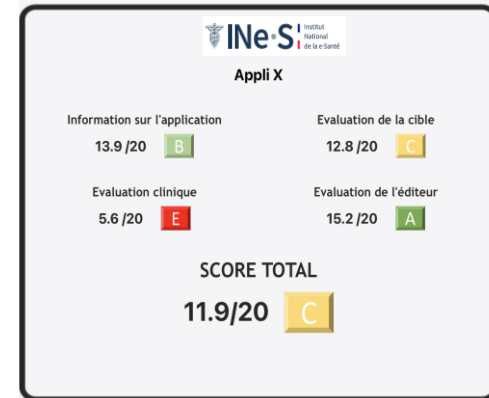 INe·S
Institut
National
de la e-Santé
Appli X
Information sur l'application
13.9 /20 B
Evaluation de la cible
12.8 /20 C
Evaluation clinique
5.6 /20 E
Evaluation de l'éditeur
15.2 /20 A
SCORE TOTAL
11.9/20 C